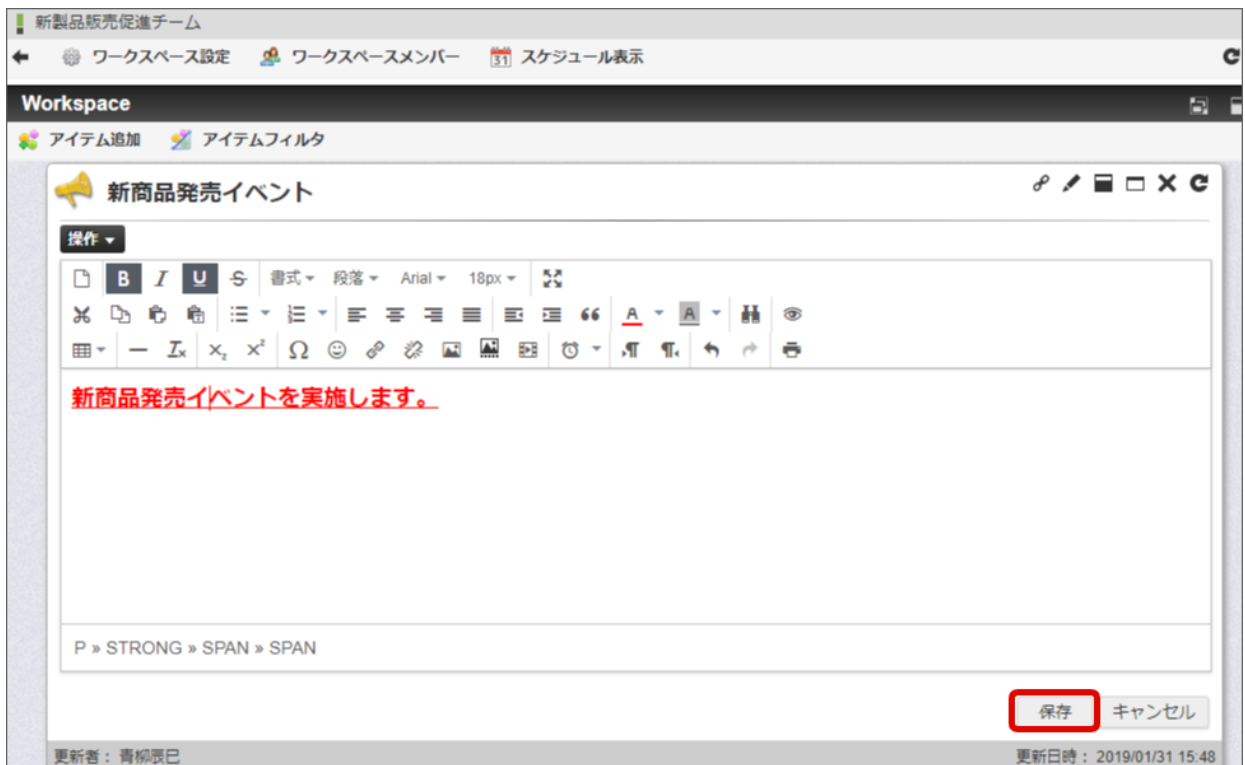 新製品販売促進チーム
ワークスペース設定 ワークスペースメンバー 31 スケジュール表示
Workspace
アイテム追加 アイテムフィルタ
新商品発売イベント
操作
B I U S 書式 段落 Arial 18px
A A
Ix x₂ x² Ω
新商品発売イベントを実施します。
P » STRONG » SPAN » SPAN
保存 キャンセル
更新者： 青柳辰巳 更新日時： 2019/01/31 15:48